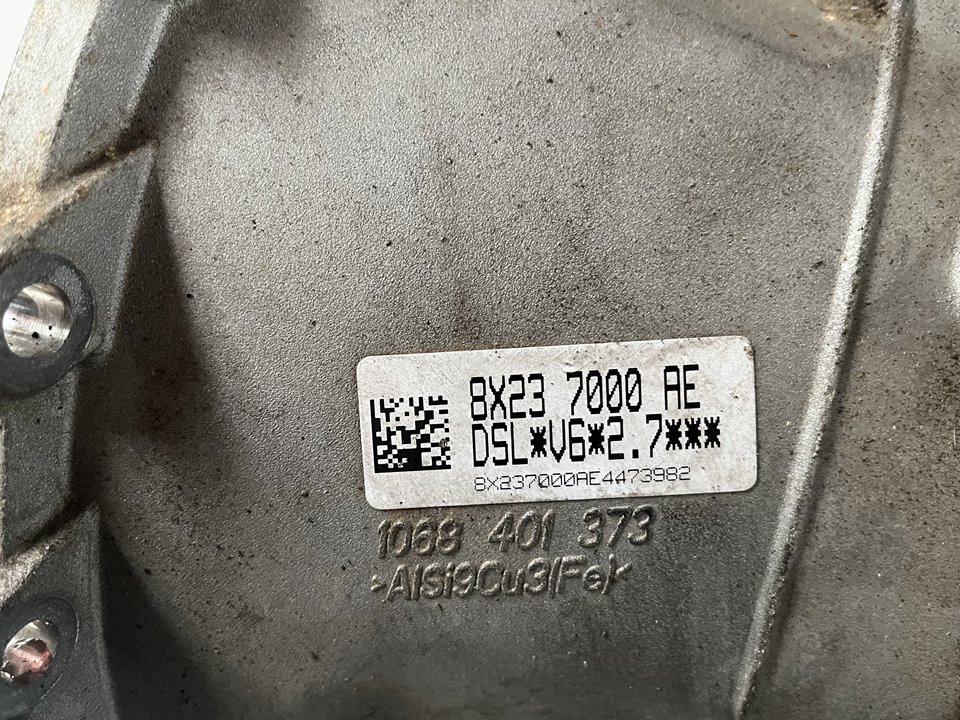 8X23 7000 AE
DSL*V6*2.7***
8X237000AE4473982
1068 401 373
>AlSi9Cu3(Fe)<